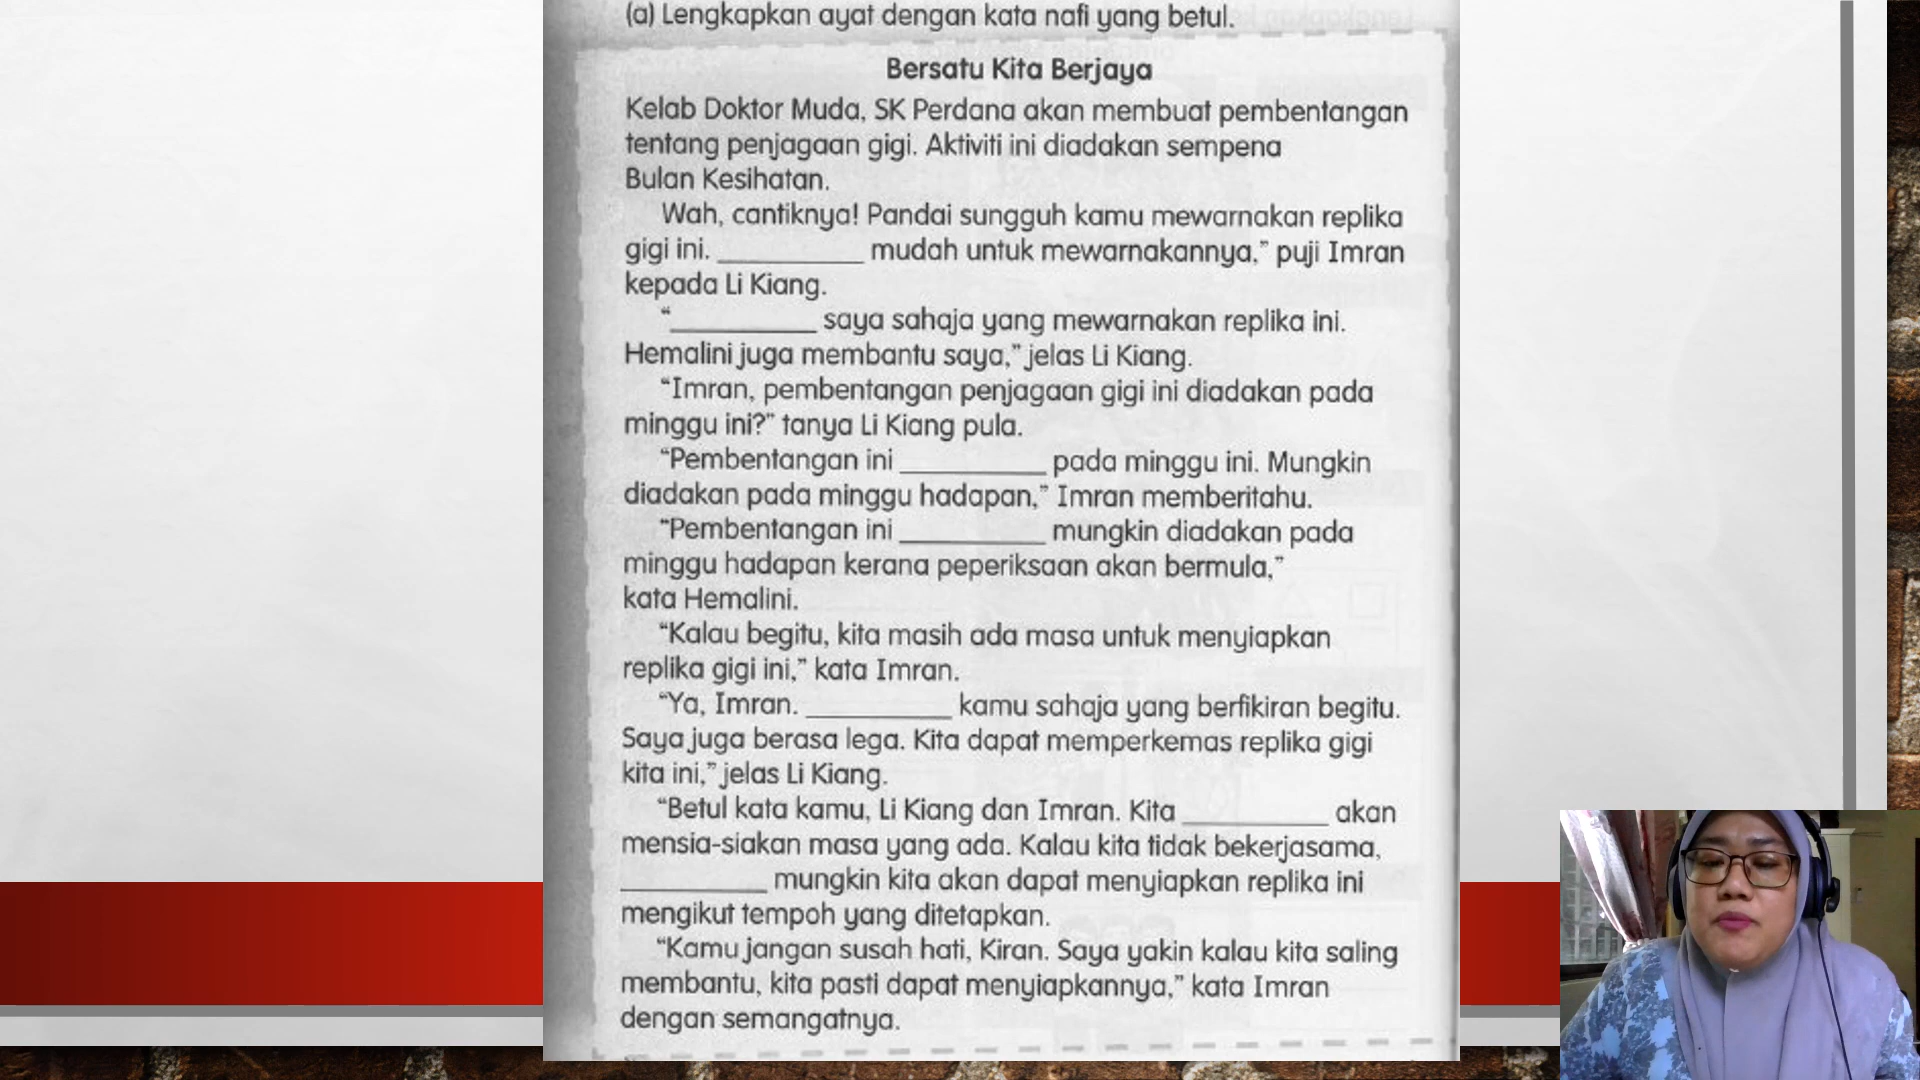 (a) Lengkapkan ayat dengan kata nafi yang betul.
Bersatu Kita Berjaya
Kelab Doktor Muda, SK Perdana akan membuat pembentangan
tentang penjagaan gigi. Aktiviti ini diadakan sempena
Bulan Kesihatan.
Wah, cantiknya! Pandai sungguh kamu mewarnakan replika
gigi ini. __________ mudah untuk mewarnakannya,” puji Imran
kepada Li Kiang.
“__________ saya sahaja yang mewarnakan replika ini.
Hemalini juga membantu saya,” jelas Li Kiang.
“Imran, pembentangan penjagaan gigi ini diadakan pada
minggu ini?” tanya Li Kiang pula.
“Pembentangan ini __________ pada minggu ini. Mungkin
diadakan pada minggu hadapan,” Imran memberitahu.
“Pembentangan ini __________ mungkin diadakan pada
minggu hadapan kerana peperiksaan akan bermula,”
kata Hemalini.
“Kalau begitu, kita masih ada masa untuk menyiapkan
replika gigi ini,” kata Imran.
“Ya, Imran. __________ kamu sahaja yang berfikiran begitu.
Saya juga berasa lega. Kita dapat memperkemas replika gigi
kita ini,” jelas Li Kiang.
“Betul kata kamu, Li Kiang dan Imran. Kita __________ akan
mensia-siakan masa yang ada. Kalau kita tidak bekerjasama,
__________ mungkin kita akan dapat menyiapkan replika ini
mengikut tempoh yang ditetapkan.
“Kamu jangan susah hati, Kiran. Saya yakin kalau kita saling
membantu, kita pasti dapat menyiapkannya,” kata Imran
dengan semangatnya.